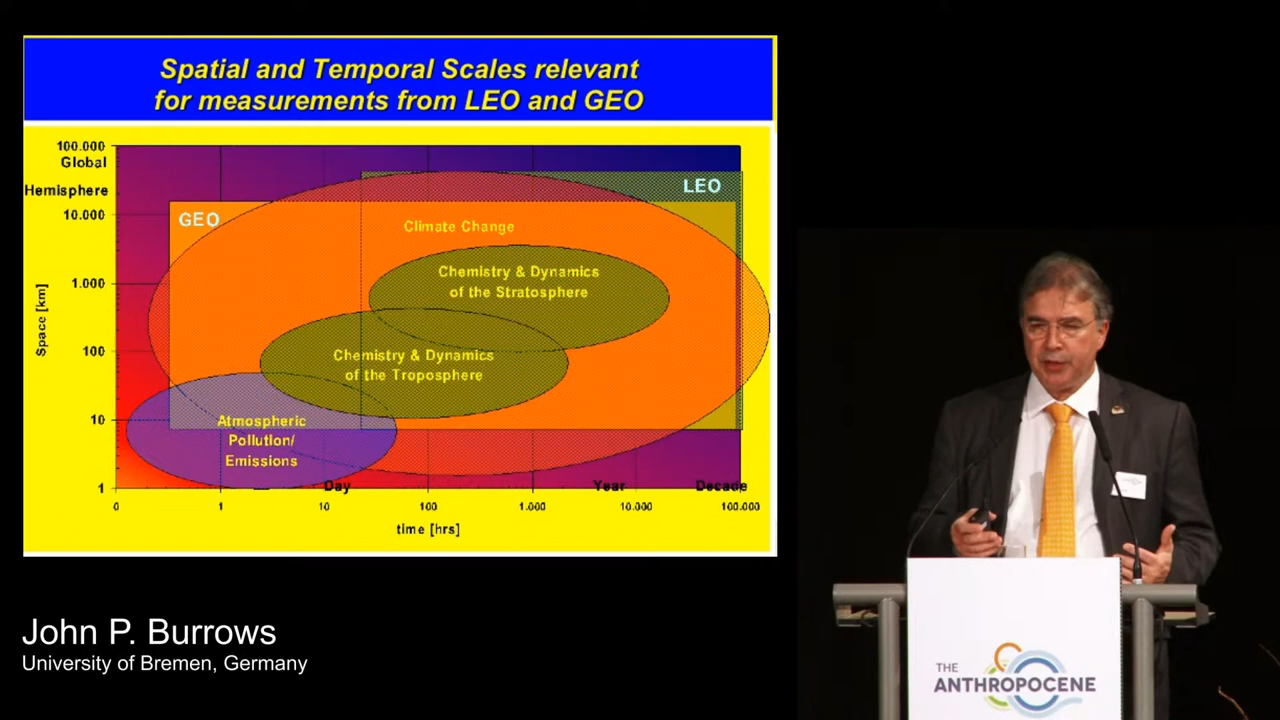 Spatial and Temporal Scales relevant
for measurements from LEO and GEO
100.000
Global
Hemisphere
10.000
1.000
100
10
1
Space [km]
GEO
LEO
Climate Change
Chemistry & Dynamics
of the Stratosphere
Chemistry & Dynamics
of the Troposphere
Atmospheric
Pollution/
Emissions
Day
Year
Decade
0
1
10
100
1.000
10.000
100.000
time [hrs]
John P. Burrows
University of Bremen, Germany
THE
ANTHROPOCENE